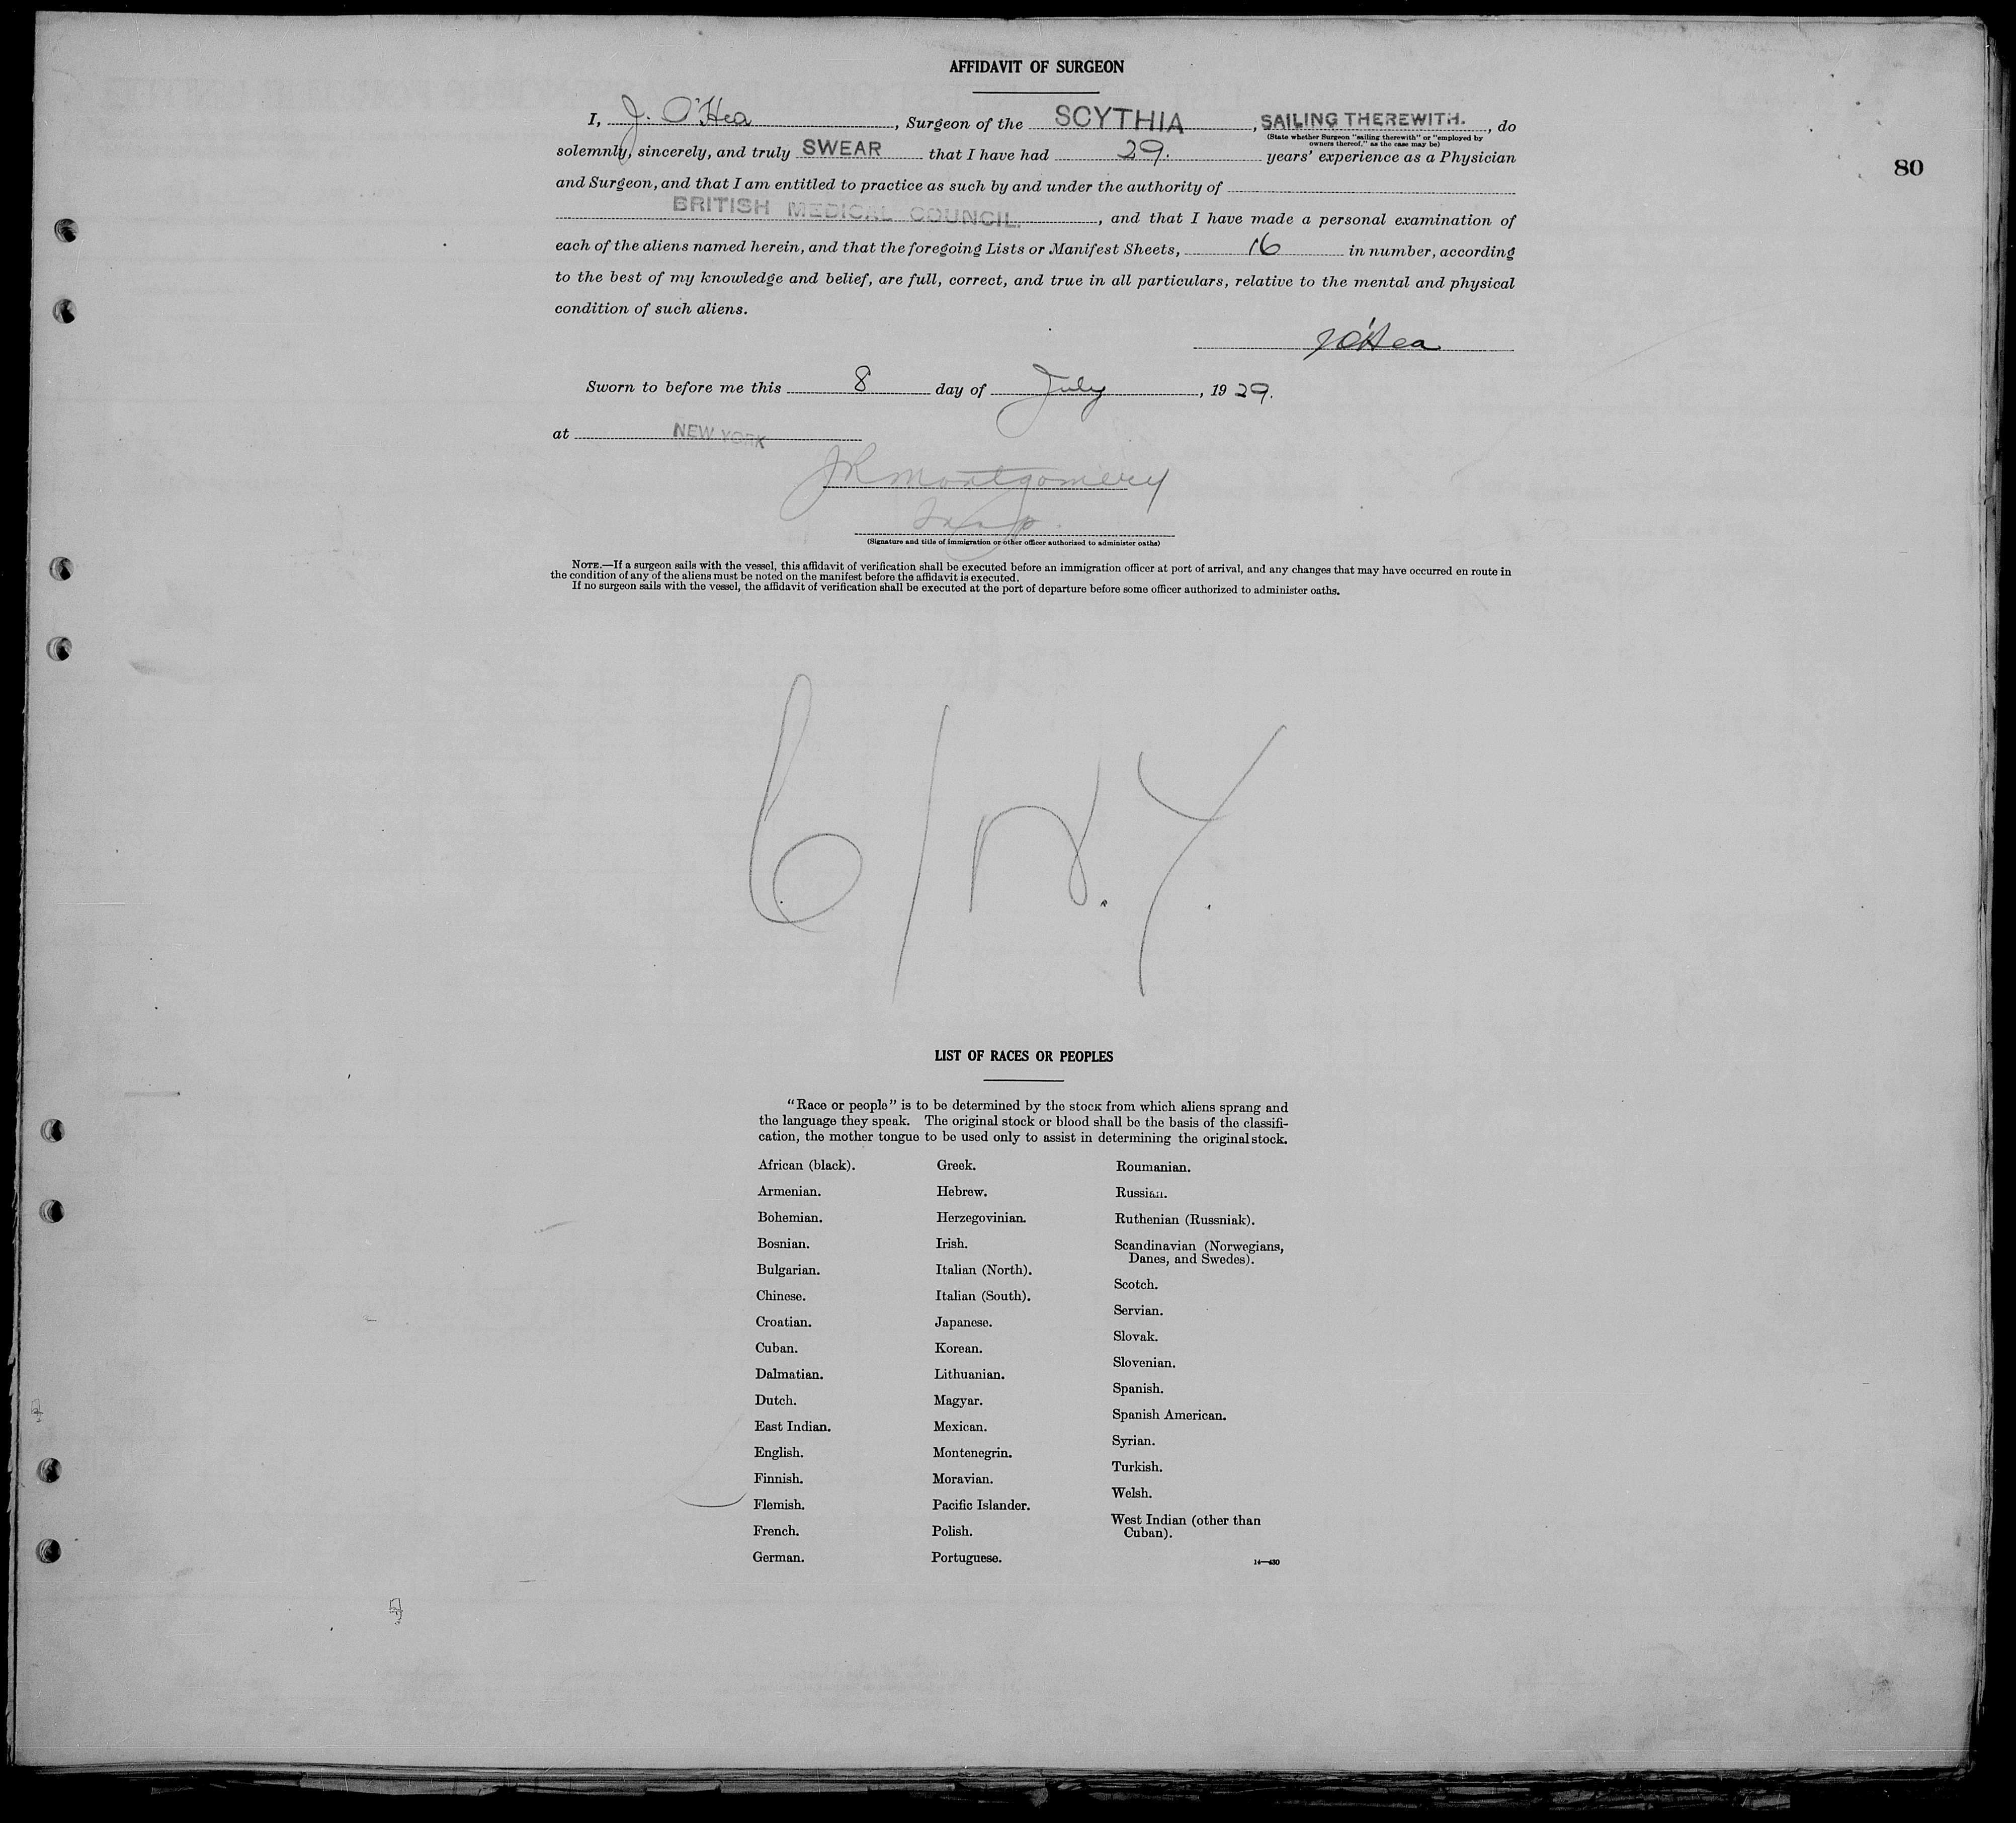 AFFIDAVIT OF SURGEON
I, J. O'Hea, Surgeon of the SCYTHIA, SAILING THEREWITH., do
(State whether Surgeon "sailing therewith" or "employed by
owners thereof," as the case may be)
solemnly, sincerely, and truly SWEAR that I have had 29. years' experience as a Physician
and Surgeon, and that I am entitled to practice as such by and under the authority of
BRITISH MEDICAL COUNCIL., and that I have made a personal examination of
each of the aliens named herein, and that the foregoing Lists or Manifest Sheets, 16 in number, according
to the best of my knowledge and belief, are full, correct, and true in all particulars, relative to the mental and physical
condition of such aliens.
J O'Hea
Sworn to before me this 8 day of July, 1929.
at NEW YORK
JR Montgomery
(Signature and title of immigration or other officer authorized to administer oaths)
NOTE.—If a surgeon sails with the vessel, this affidavit of verification shall be executed before an immigration officer at port of arrival, and any changes that may have occurred en route in
the condition of any of the aliens must be noted on the manifest before the affidavit is executed.
If no surgeon sails with the vessel, the affidavit of verification shall be executed at the port of departure before some officer authorized to administer oaths.
80
6/N.Y.
LIST OF RACES OR PEOPLES
"Race or people" is to be determined by the stock from which aliens sprang and
the language they speak. The original stock or blood shall be the basis of the classifi-
cation, the mother tongue to be used only to assist in determining the original stock.
African (black).
Armenian.
Bohemian.
Bosnian.
Bulgarian.
Chinese.
Croatian.
Cuban.
Dalmatian.
Dutch.
East Indian.
English.
Finnish.
Flemish.
French.
German.
Greek.
Hebrew.
Herzegovinian.
Irish.
Italian (North).
Italian (South).
Japanese.
Korean.
Lithuanian.
Magyar.
Mexican.
Montenegrin.
Moravian.
Pacific Islander.
Polish.
Portuguese.
Roumanian.
Russian.
Ruthenian (Russniak).
Scandinavian (Norwegians,
Danes, and Swedes).
Scotch.
Servian.
Slovak.
Slovenian.
Spanish.
Spanish American.
Syrian.
Turkish.
Welsh.
West Indian (other than
Cuban).
14—430